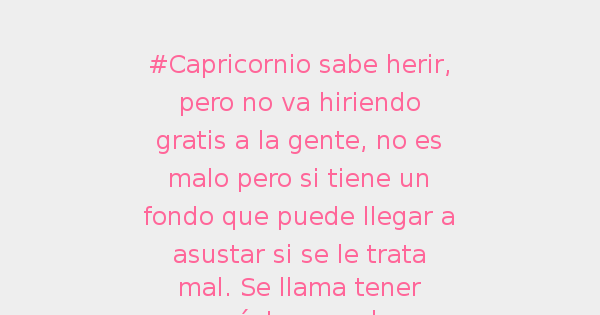 #Capricornio sabe herir,
pero no va hiriendo
gratis a la gente, no es
malo pero si tiene un
fondo que puede llegar a
asustar si se le trata
mal. Se llama tener